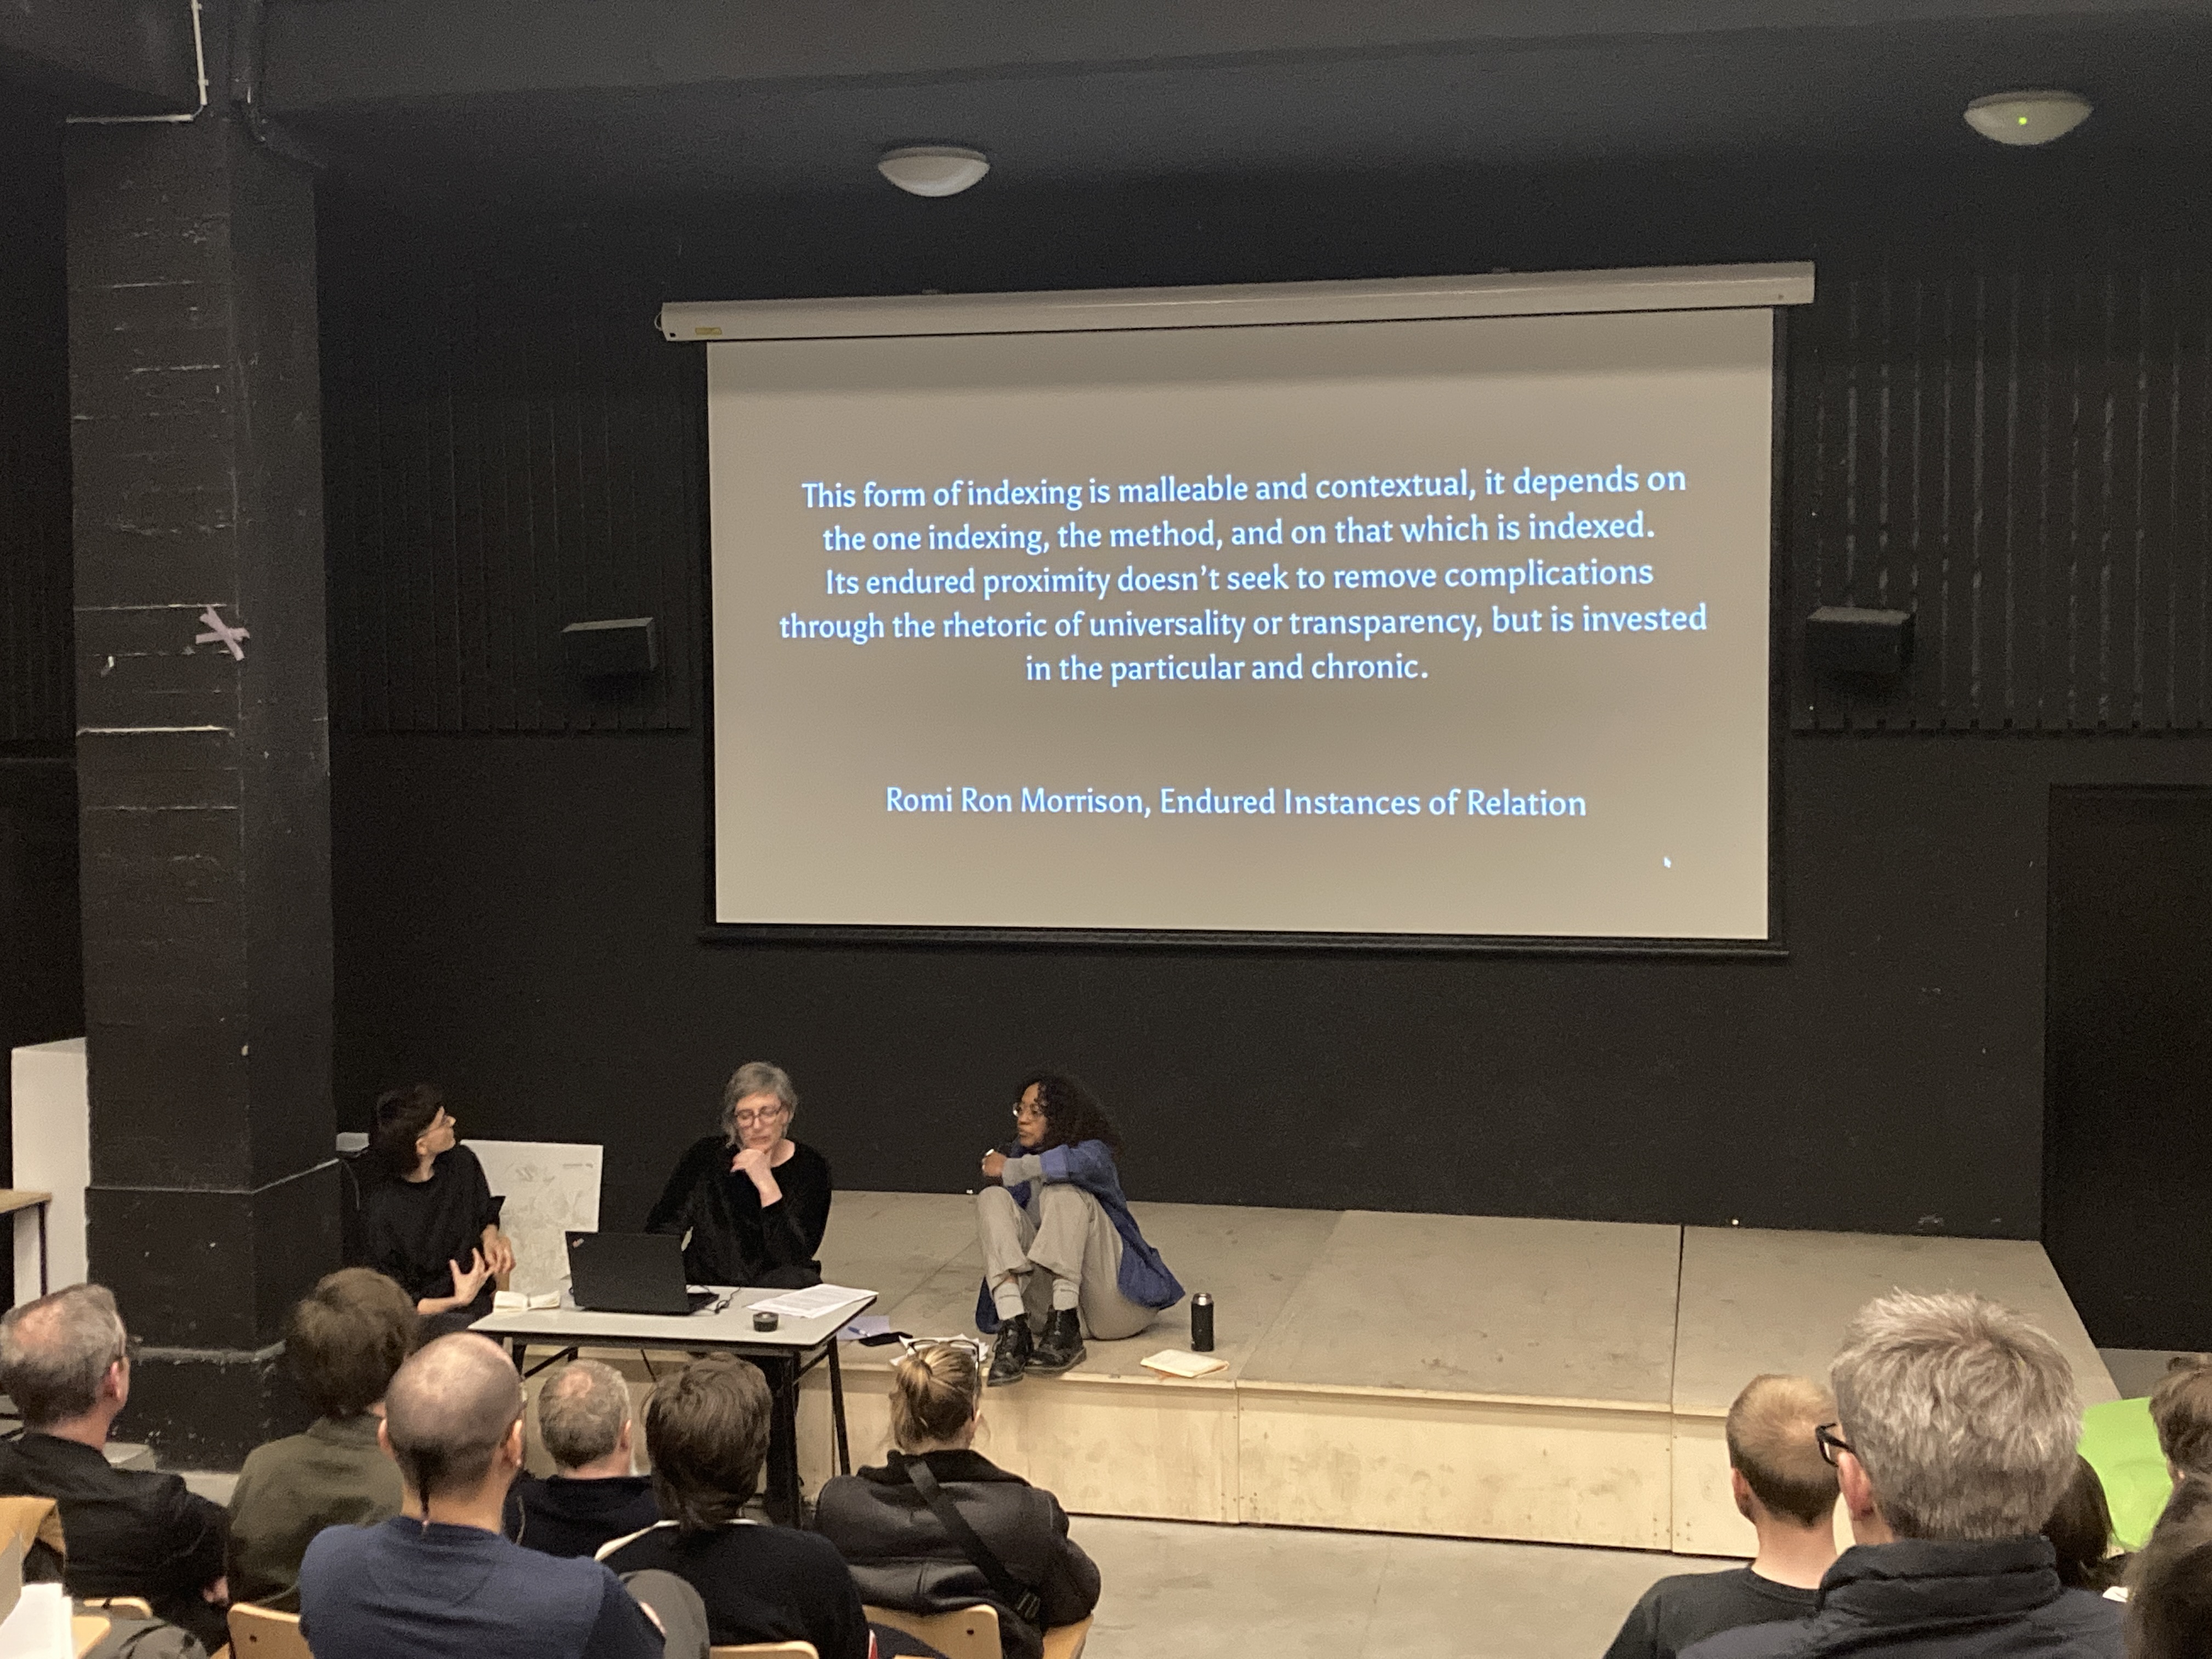 This form of indexing is malleable and contextual, it depends on
the one indexing, the method, and on that which is indexed.
Its endured proximity doesn’t seek to remove complications
through the rhetoric of universality or transparency, but is invested
in the particular and chronic.
Romi Ron Morrison, Endured Instances of Relation